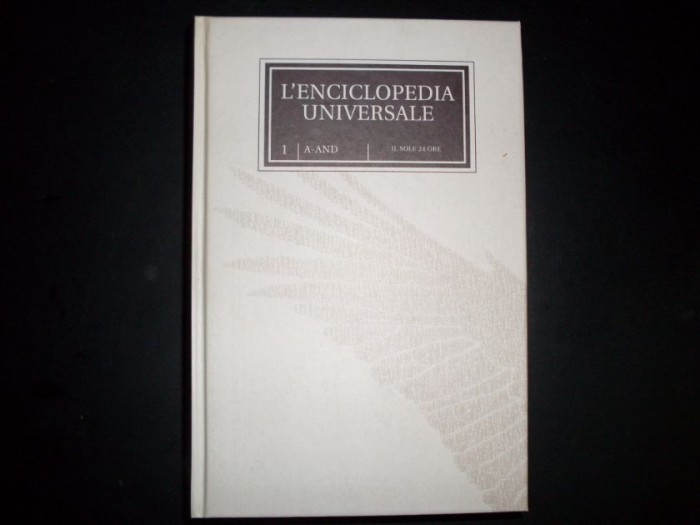 L'ENCICLOPEDIA
UNIVERSALE
1 A-AND IL SOLE 24 ORE